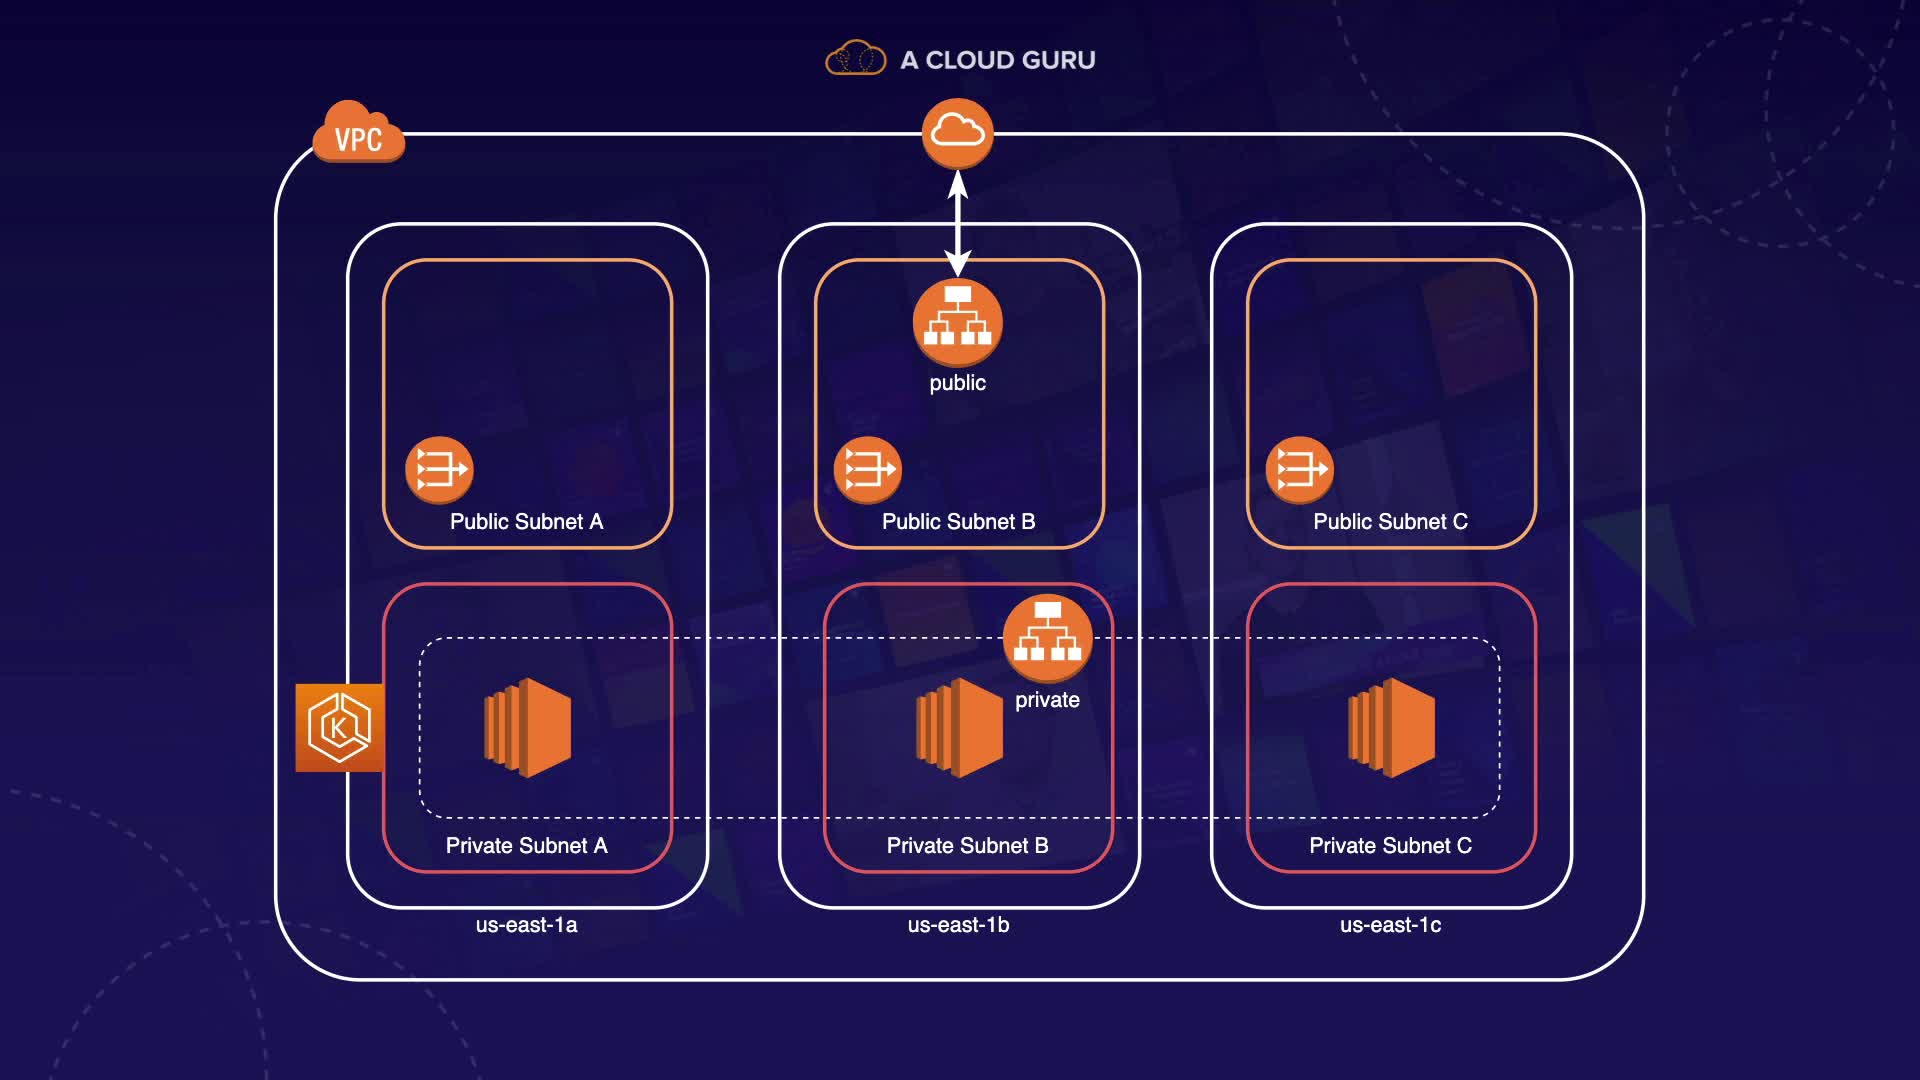 A CLOUD GURU
VPC
public
Public Subnet A
Public Subnet B
Public Subnet C
private
K
Private Subnet A
Private Subnet B
Private Subnet C
us-east-1a
us-east-1b
us-east-1c